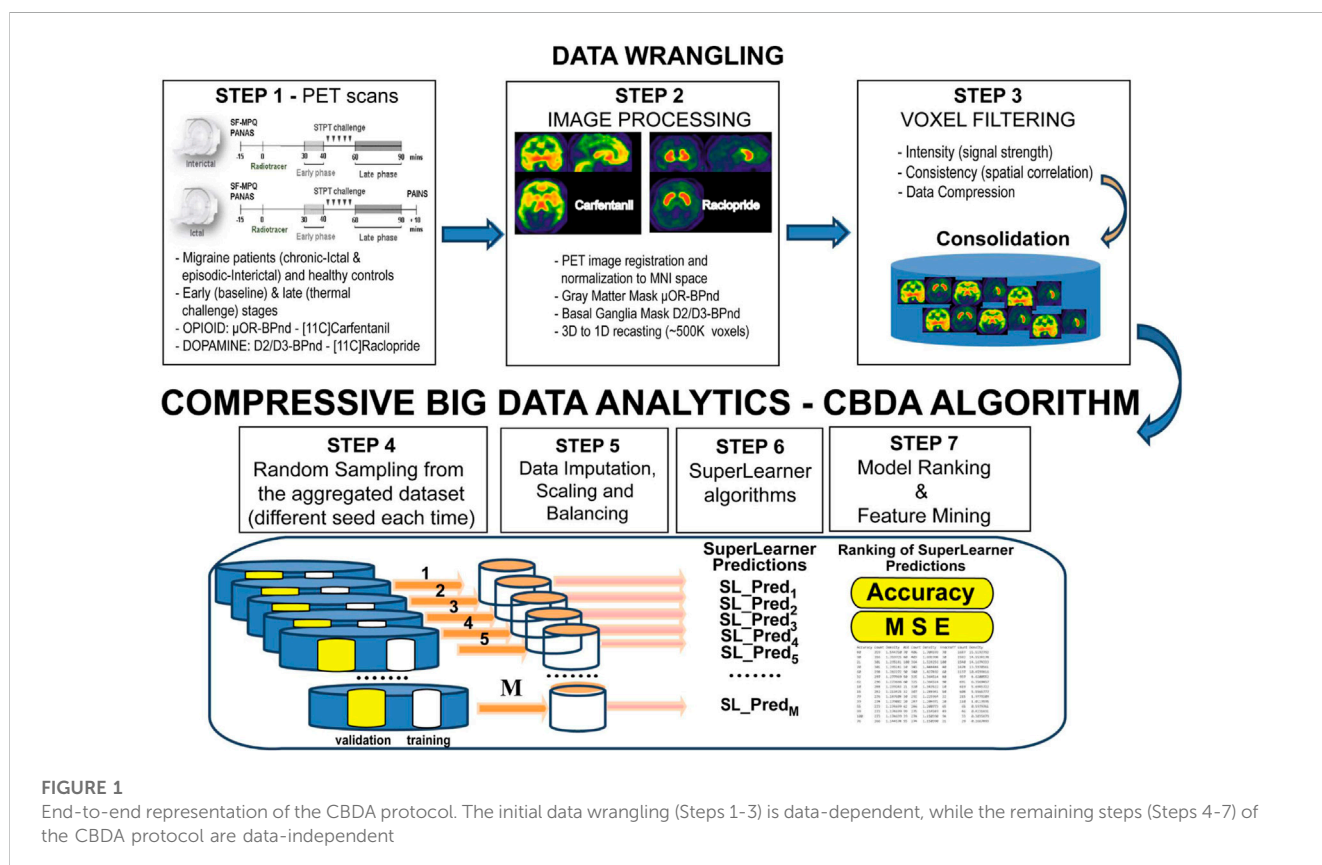 DATA WRANGLING
STEP 1 - PET scans
SF-MPQ
PANAS
STPT challenge
Interictal
-15 0 30 40 60 90 mins
Radiotracer
Early phase Late phase
SF-MPQ
PANAS
STPT challenge
PAINS
Ictal
-15 0 30 40 60 90 + 10
Radiotracer
Early phase Late phase mins
- Migraine patients (chronic-Ictal &
episodic-Interictal) and healthy controls
- Early (baseline) & late (thermal
challenge) stages
- OPIOID: µOR-BPnd - [11C]Carfentanil
- DOPAMINE: D2/D3-BPnd - [11C]Raclopride
STEP 2
IMAGE PROCESSING
Carfentanil
Raclopride
- PET image registration and
normalization to MNI space
- Gray Matter Mask µOR-BPnd
- Basal Ganglia Mask D2/D3-BPnd
- 3D to 1D recasting (~500K voxels)
STEP 3
VOXEL FILTERING
- Intensity (signal strength)
- Consistency (spatial correlation)
- Data Compression
Consolidation
COMPRESSIVE BIG DATA ANALYTICS - CBDA ALGORITHM
STEP 4
Random Sampling from
the aggregated dataset
(different seed each time)
STEP 5
Data Imputation,
Scaling and
Balancing
STEP 6
SuperLearner
algorithms
STEP 7
Model Ranking
&
Feature Mining
1
2
3
4
5
.......
M
validation training
.......
SuperLearner
Predictions
SL_Pred1
SL_Pred2
SL_Pred3
SL_Pred4
SL_Pred5
.......
SL_PredM
Ranking of SuperLearner
Predictions
Accuracy
M S E
FIGURE 1
End-to-end representation of the CBDA protocol. The initial data wrangling (Steps 1-3) is data-dependent, while the remaining steps (Steps 4-7) of
the CBDA protocol are data-independent